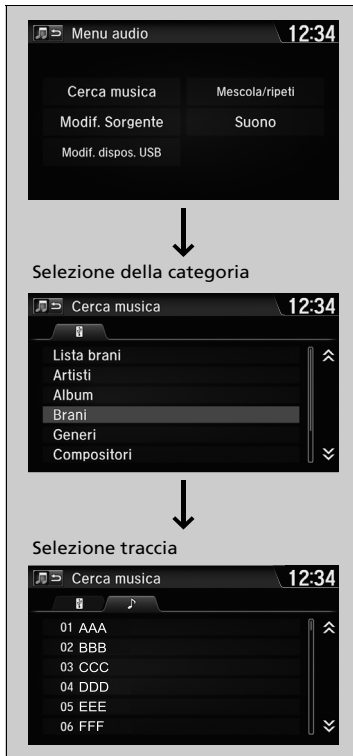 Menu audio 12:34
Cerca musica Mescola/ripeti
Modif. Sorgente Suono
Modif. dispos. USB
Selezione della categoria
Cerca musica 12:34
Lista brani
Artisti
Album
Brani
Generi
Compositori
Selezione traccia
Cerca musica 12:34
01 AAA
02 BBB
03 CCC
04 DDD
05 EEE
06 FFF